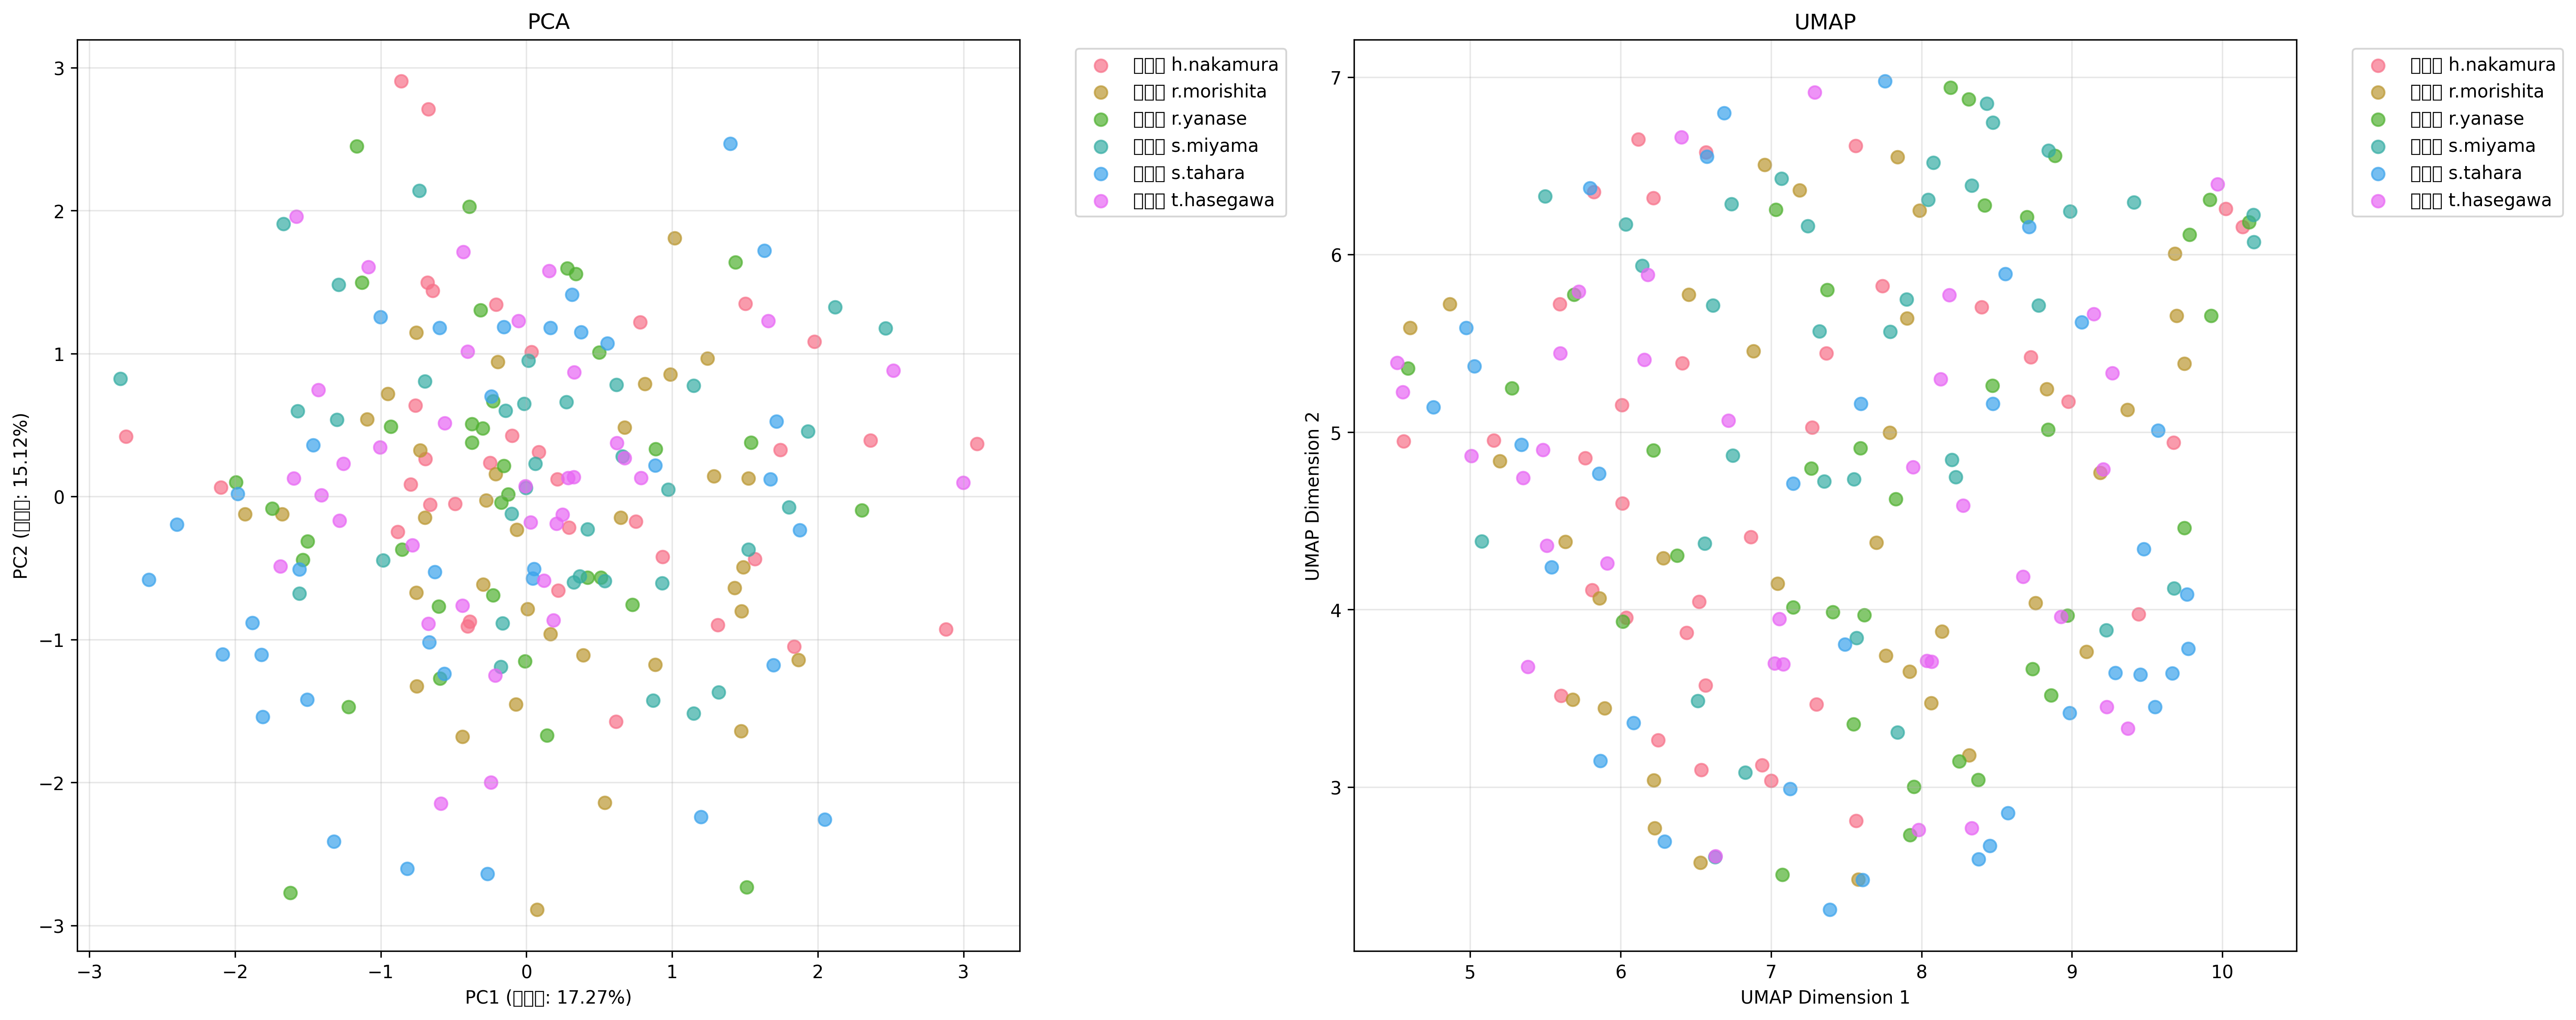 PCA
3
2
1
0
−1
−2
−3
PC2 (□□□: 15.12%)
−3 −2 −1 0 1 2 3
PC1 (□□□: 17.27%)
□□□ h.nakamura
□□□ r.morishita
□□□ r.yanase
□□□ s.miyama
□□□ s.tahara
□□□ t.hasegawa
UMAP
7
6
5
4
3
UMAP Dimension 2
5 6 7 8 9 10
UMAP Dimension 1
□□□ h.nakamura
□□□ r.morishita
□□□ r.yanase
□□□ s.miyama
□□□ s.tahara
□□□ t.hasegawa